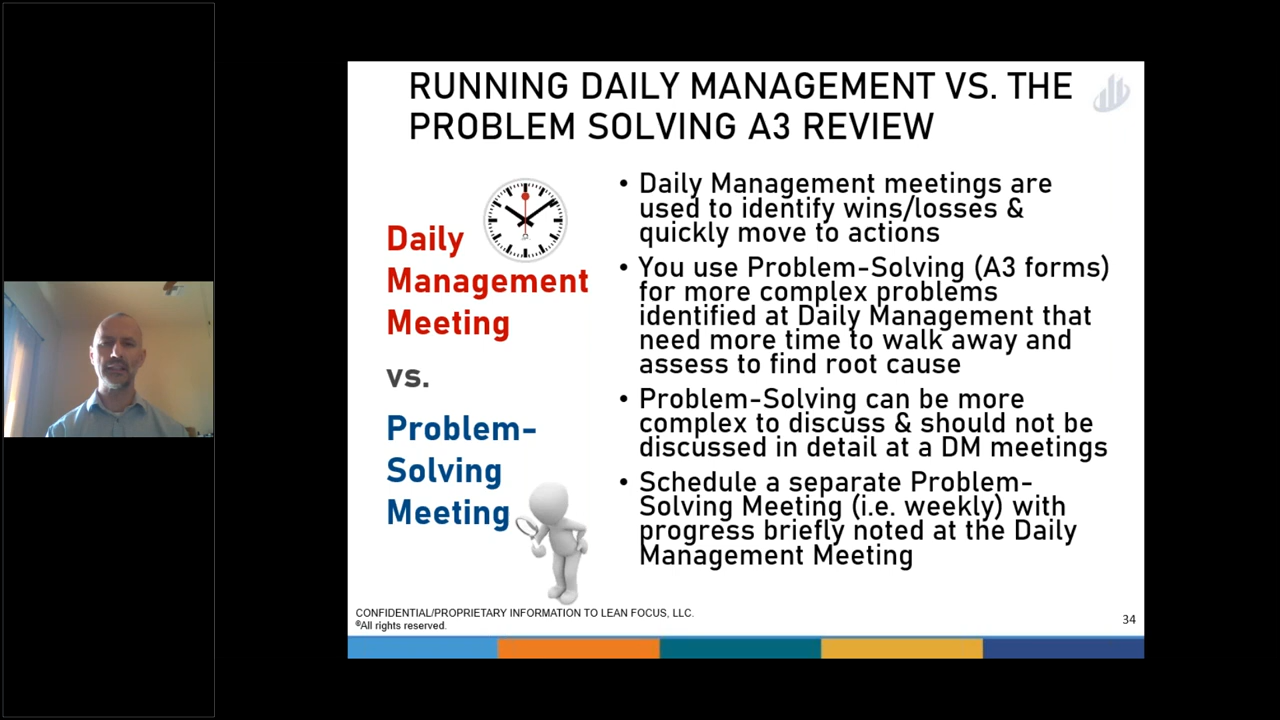 RUNNING DAILY MANAGEMENT VS. THE
PROBLEM SOLVING A3 REVIEW
Daily
Management
Meeting
vs.
Problem-
Solving
Meeting
• Daily Management meetings are
used to identify wins/losses &
quickly move to actions
• You use Problem-Solving (A3 forms)
for more complex problems
identified at Daily Management that
need more time to walk away and
assess to find root cause
• Problem-Solving can be more
complex to discuss & should not be
discussed in detail at a DM meetings
• Schedule a separate Problem-
Solving Meeting (i.e. weekly) with
progress briefly noted at the Daily
Management Meeting
CONFIDENTIAL/PROPRIETARY INFORMATION TO LEAN FOCUS, LLC.
®All rights reserved.
34